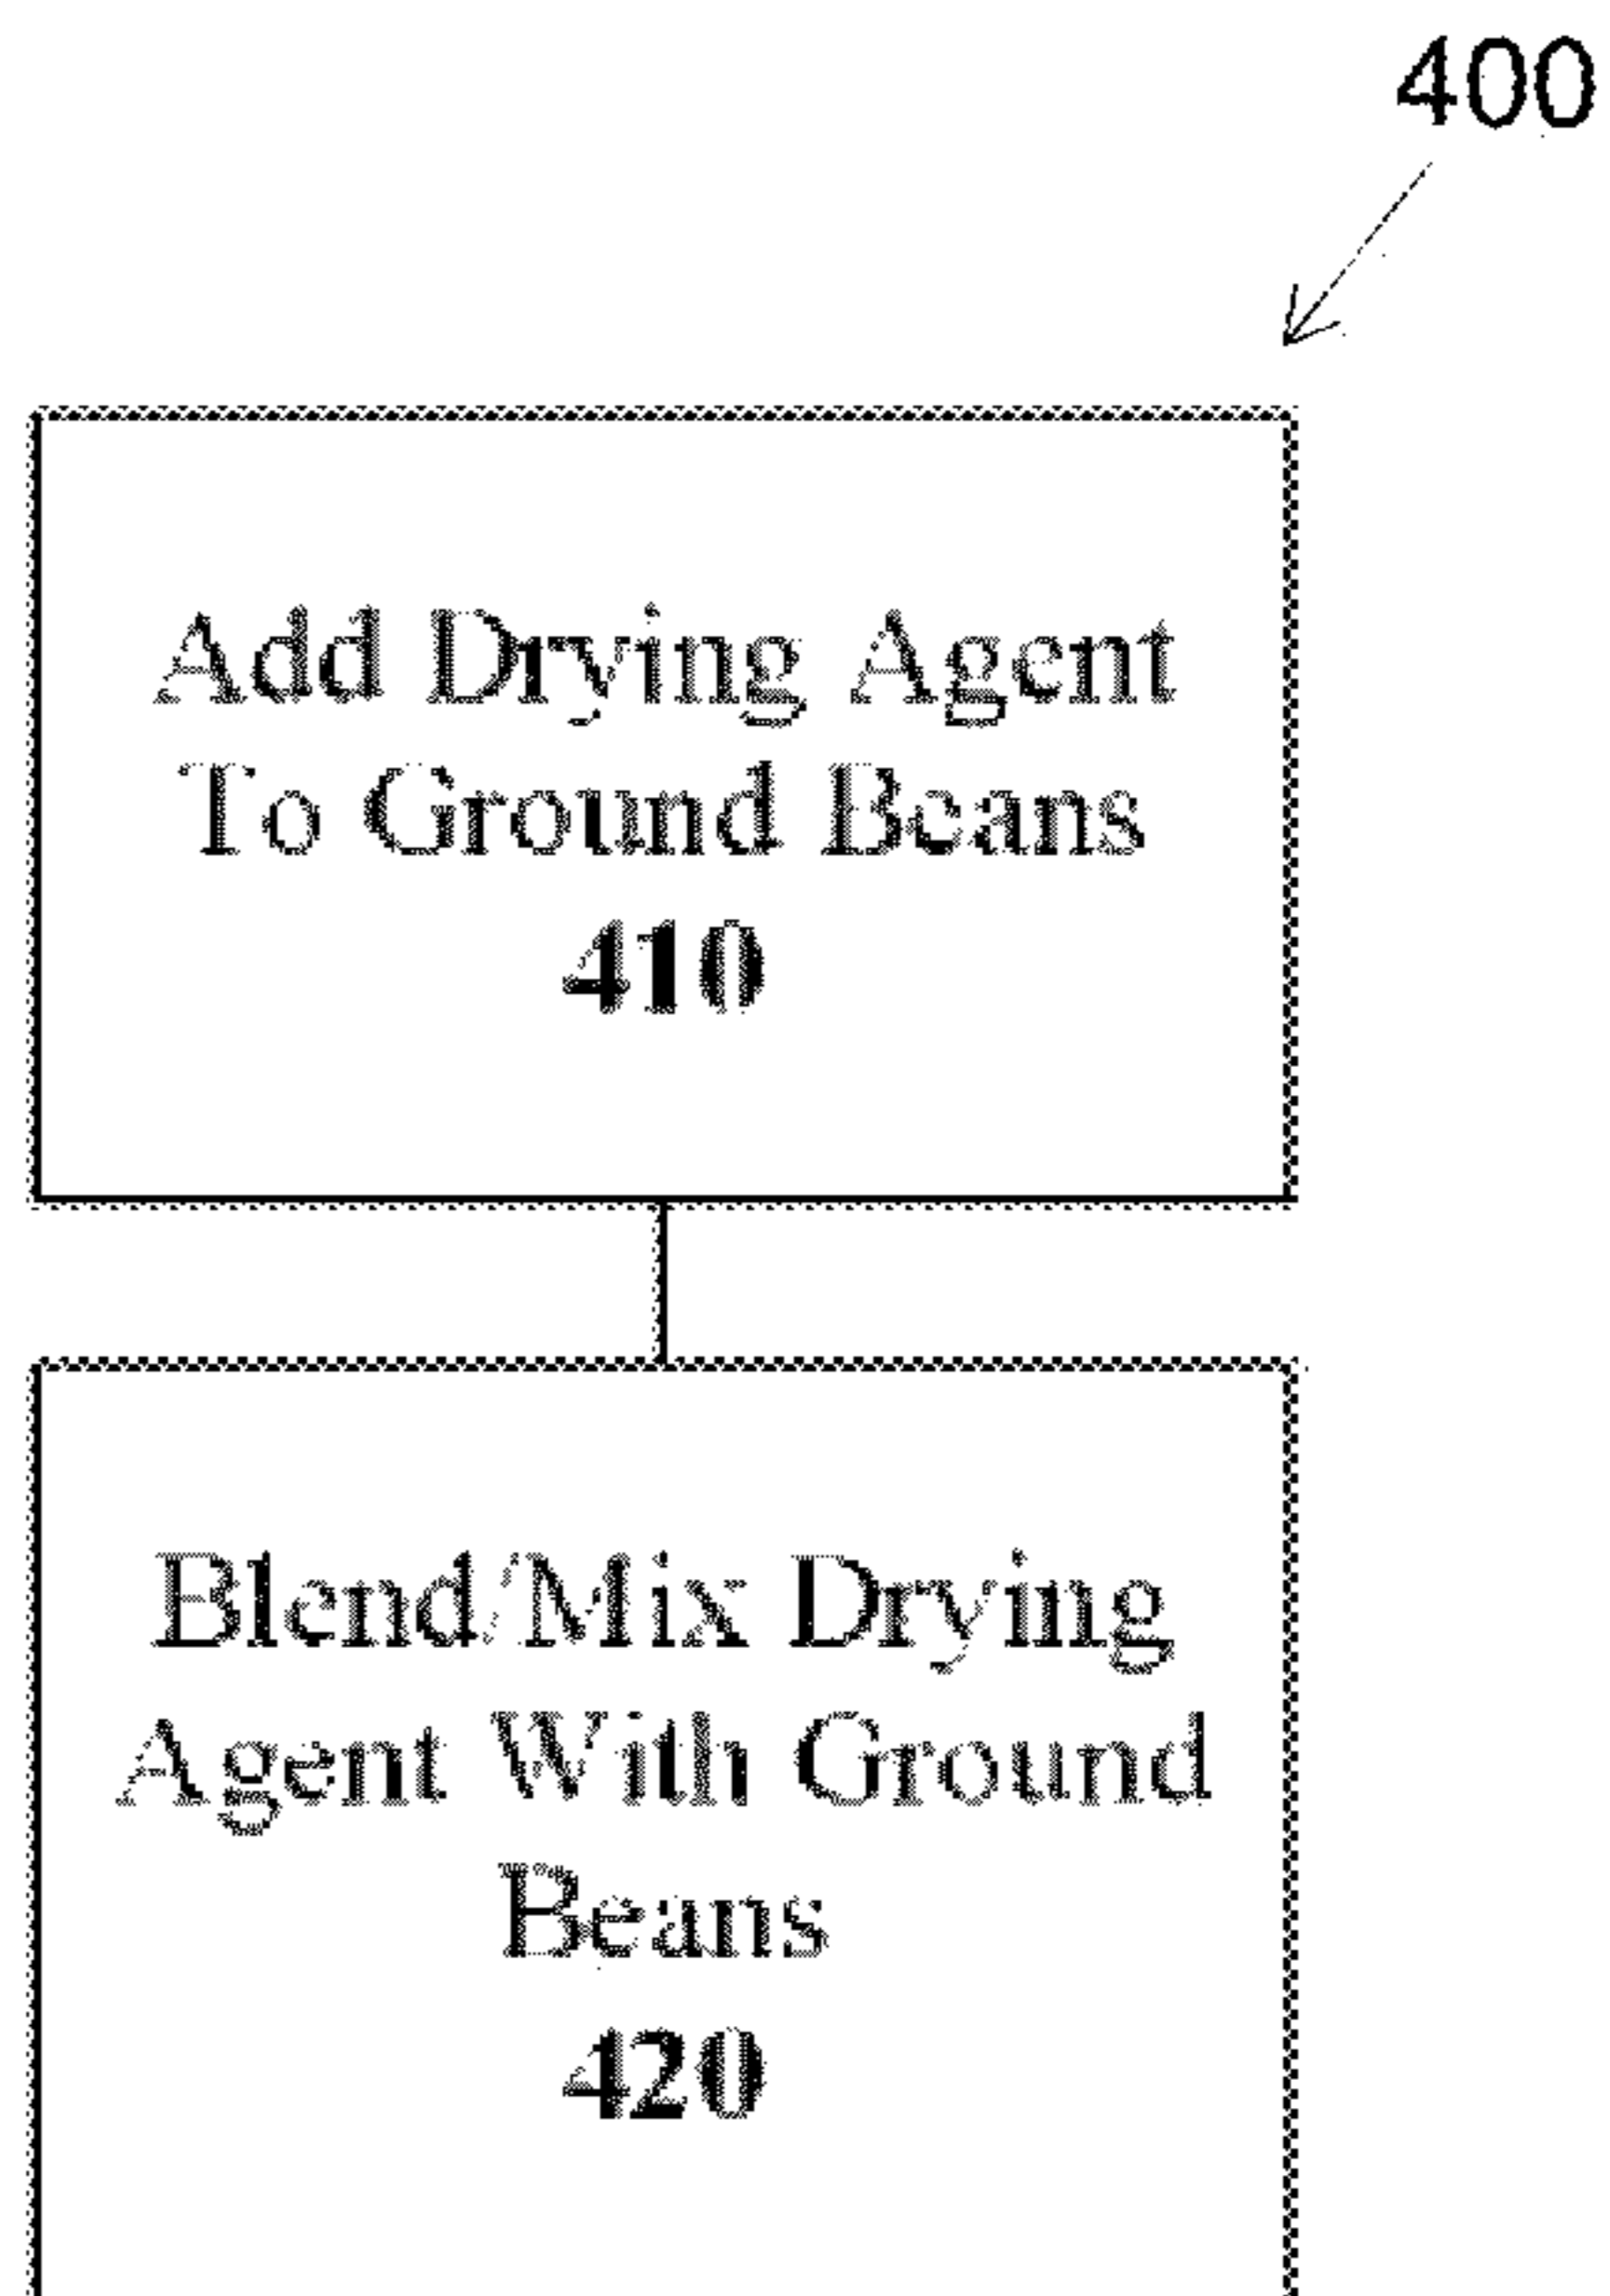 400
Add Drying Agent
To Ground Beans
410
Blend/Mix Drying
Agent With Ground
Beans
420